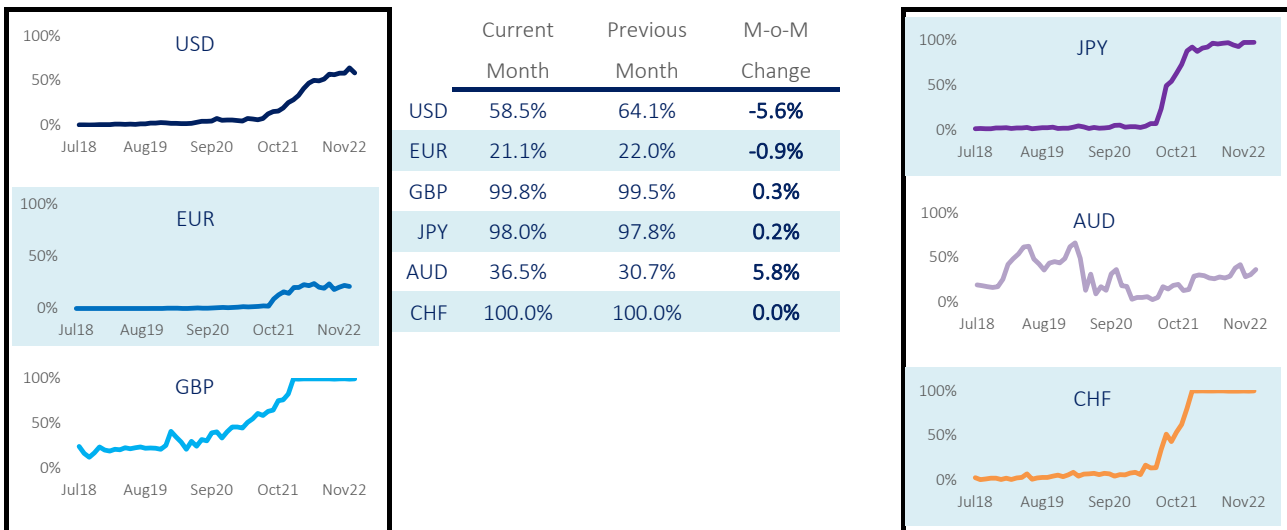 USD
100%
50%
0%
Jul18 Aug19 Sep20 Oct21 Nov22
EUR
100%
50%
0%
Jul18 Aug19 Sep20 Oct21 Nov22
GBP
100%
50%
0%
Jul18 Aug19 Sep20 Oct21 Nov22
Current Previous M-o-M
Month Month Change
USD 58.5% 64.1% -5.6%
EUR 21.1% 22.0% -0.9%
GBP 99.8% 99.5% 0.3%
JPY 98.0% 97.8% 0.2%
AUD 36.5% 30.7% 5.8%
CHF 100.0% 100.0% 0.0%
JPY
100%
50%
0%
Jul18 Aug19 Sep20 Oct21 Nov22
AUD
100%
50%
0%
Jul18 Aug19 Sep20 Oct21 Nov22
CHF
100%
50%
0%
Jul18 Aug19 Sep20 Oct21 Nov22